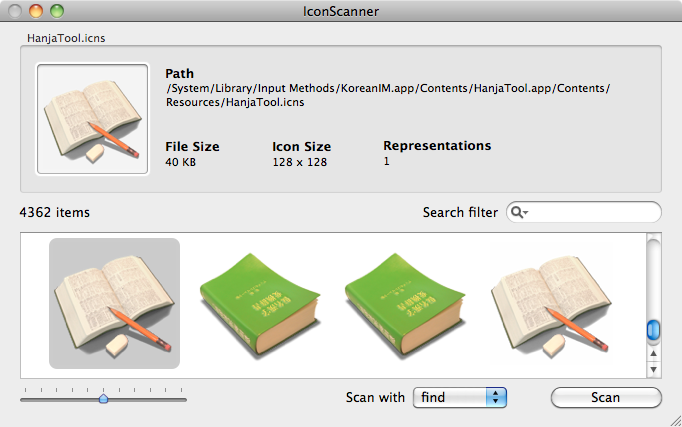 IconScanner
HanjaTool.icns
Path
/System/Library/Input Methods/KoreanIM.app/Contents/HanjaTool.app/Contents/
Resources/HanjaTool.icns
File Size Icon Size Representations
40 KB 128 x 128 1
4362 items Search filter
Scan with find Scan